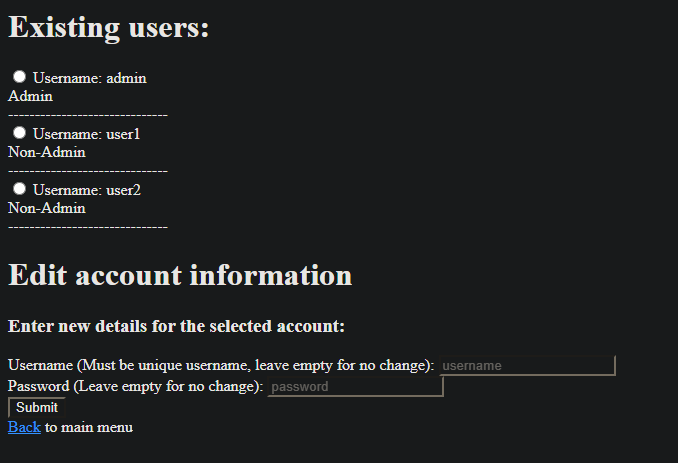 Existing users:
Username: admin
Admin
------------------------------
Username: user1
Non-Admin
------------------------------
Username: user2
Non-Admin
------------------------------
Edit account information
Enter new details for the selected account:
Username (Must be unique username, leave empty for no change): username
Password (Leave empty for no change): password
Submit
Back to main menu